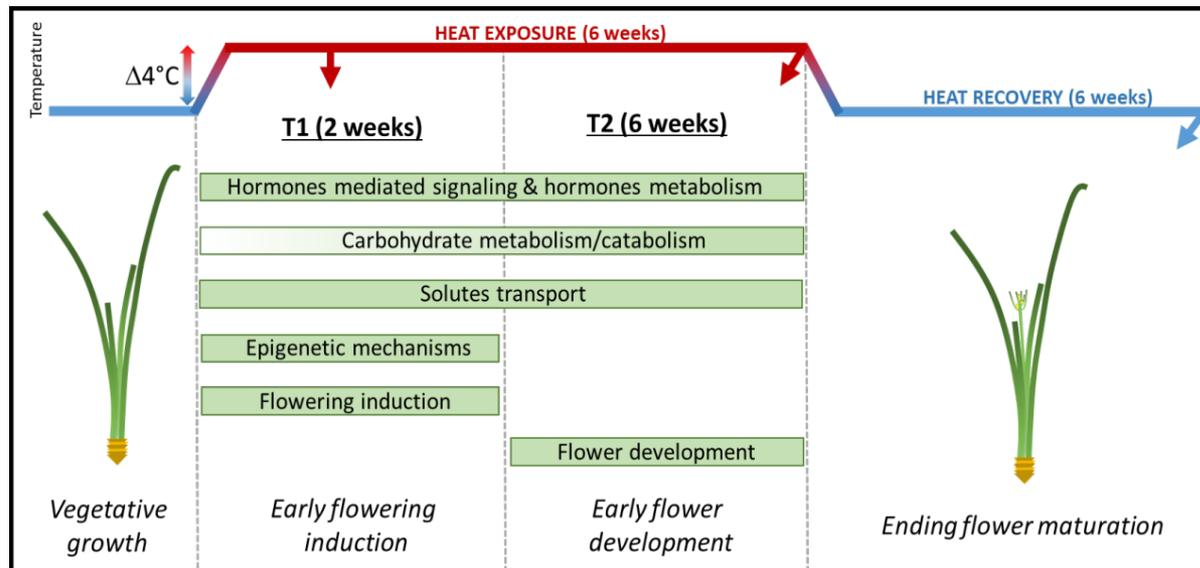 Temperature
HEAT EXPOSURE (6 weeks)
Δ4°C
HEAT RECOVERY (6 weeks)
T1 (2 weeks)
T2 (6 weeks)
Hormones mediated signaling & hormones metabolism
Carbohydrate metabolism/catabolism
Solutes transport
Epigenetic mechanisms
Flowering induction
Flower development
Vegetative
growth
Early flowering
induction
Early flower
development
Ending flower maturation